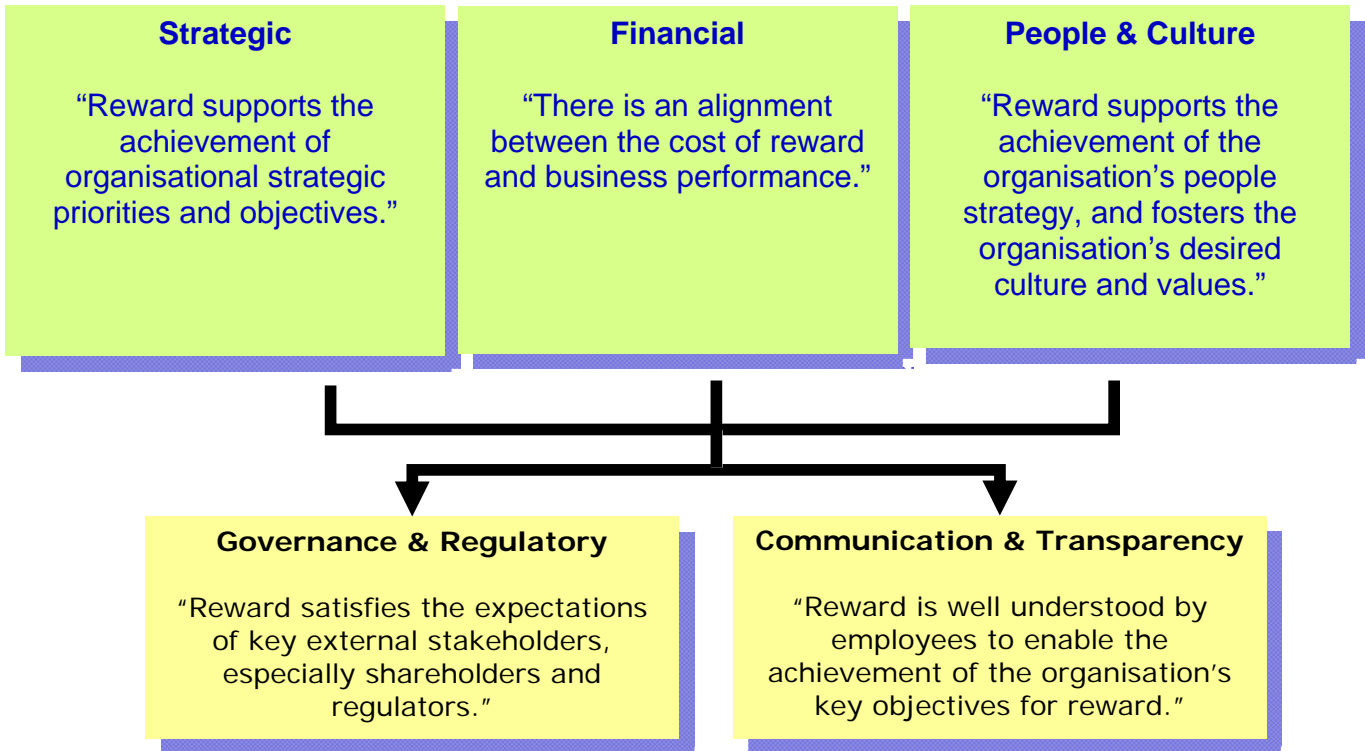 Strategic
“Reward supports the
achievement of
organisational strategic
priorities and objectives.”
Financial
“There is an alignment
between the cost of reward
and business performance.”
People & Culture
“Reward supports the
achievement of the
organisation’s people
strategy, and fosters the
organisation’s desired
culture and values.”
Governance & Regulatory
“Reward satisfies the expectations
of key external stakeholders,
especially shareholders and
regulators.”
Communication & Transparency
“Reward is well understood by
employees to enable the
achievement of the organisation’s
key objectives for reward.”